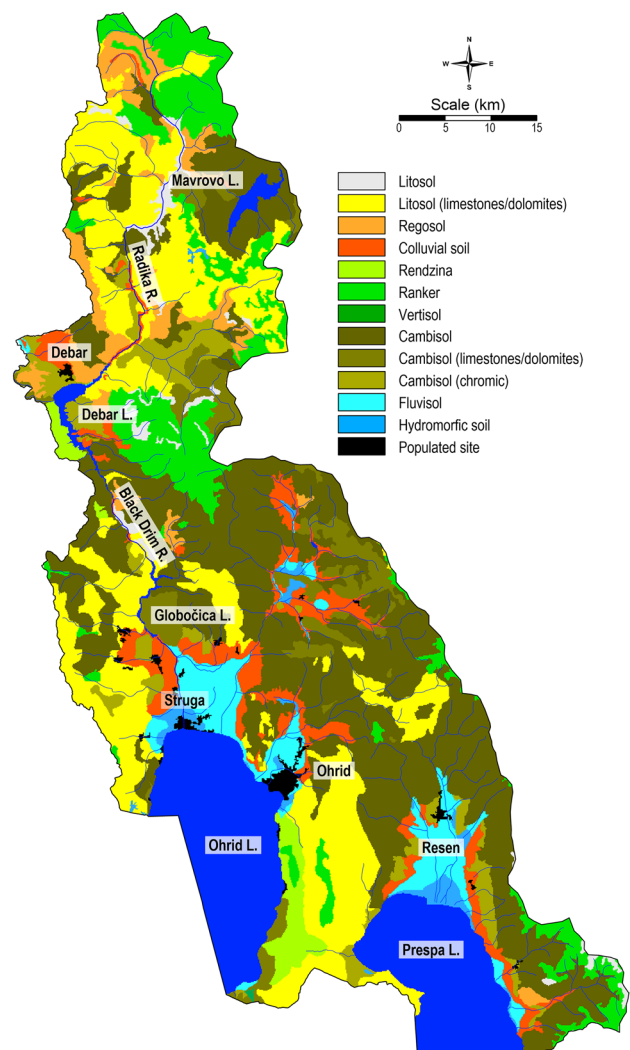 N
W E
S
Scale (km)
0 5 10 15
Mavrovo L.
Litosol
Litosol (limestones/dolomites)
Regosol
Colluvial soil
Rendzina
Ranker
Vertisol
Cambisol
Cambisol (limestones/dolomites)
Cambisol (chromic)
Fluvisol
Hydromorfic soil
Populated site
Radika R.
Debar
Debar L.
Black Drim R.
Globočica L.
Struga
Ohrid
Ohrid L.
Resen
Prespa L.